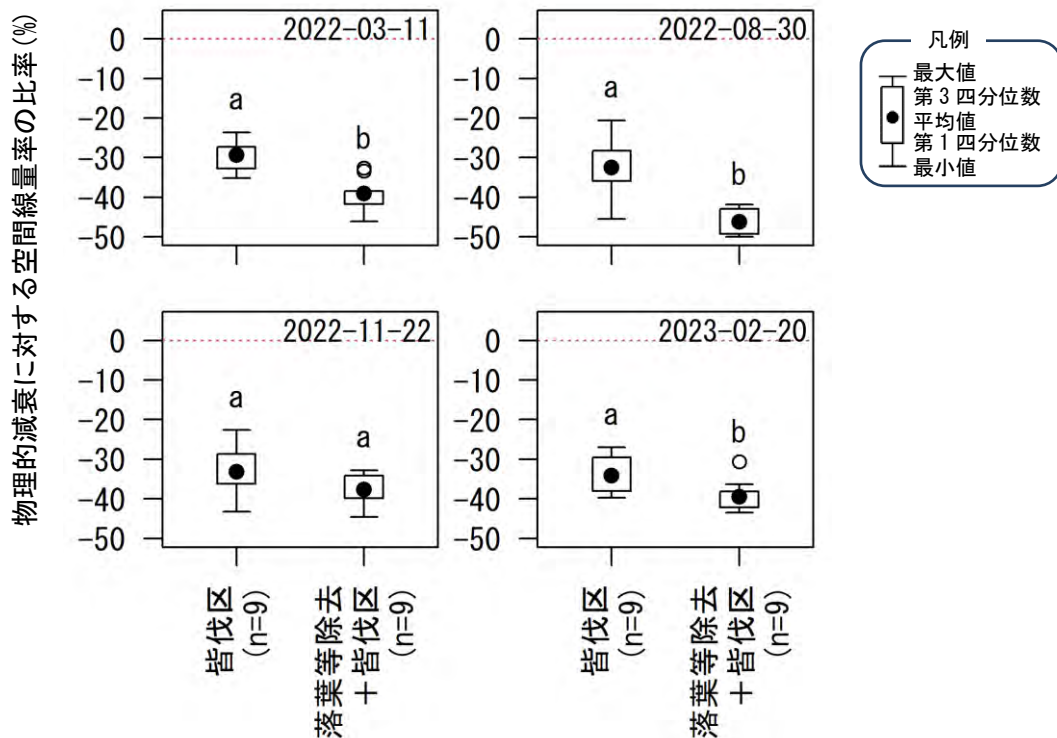 物理的減衰に対する空間線量率の比率(%)
2022-03-11
0
-10
-20
-30
-40
-50
a
b
2022-08-30
0
-10
-20
-30
-40
-50
a
b
凡例
最大値
第3四分位数
平均値
第1四分位数
最小値
2022-11-22
0
-10
-20
-30
-40
-50
a
a
2023-02-20
0
-10
-20
-30
-40
-50
a
b
皆伐区
(n=9)
落葉等除去
+皆伐区
(n=9)
皆伐区
(n=9)
落葉等除去
+皆伐区
(n=9)